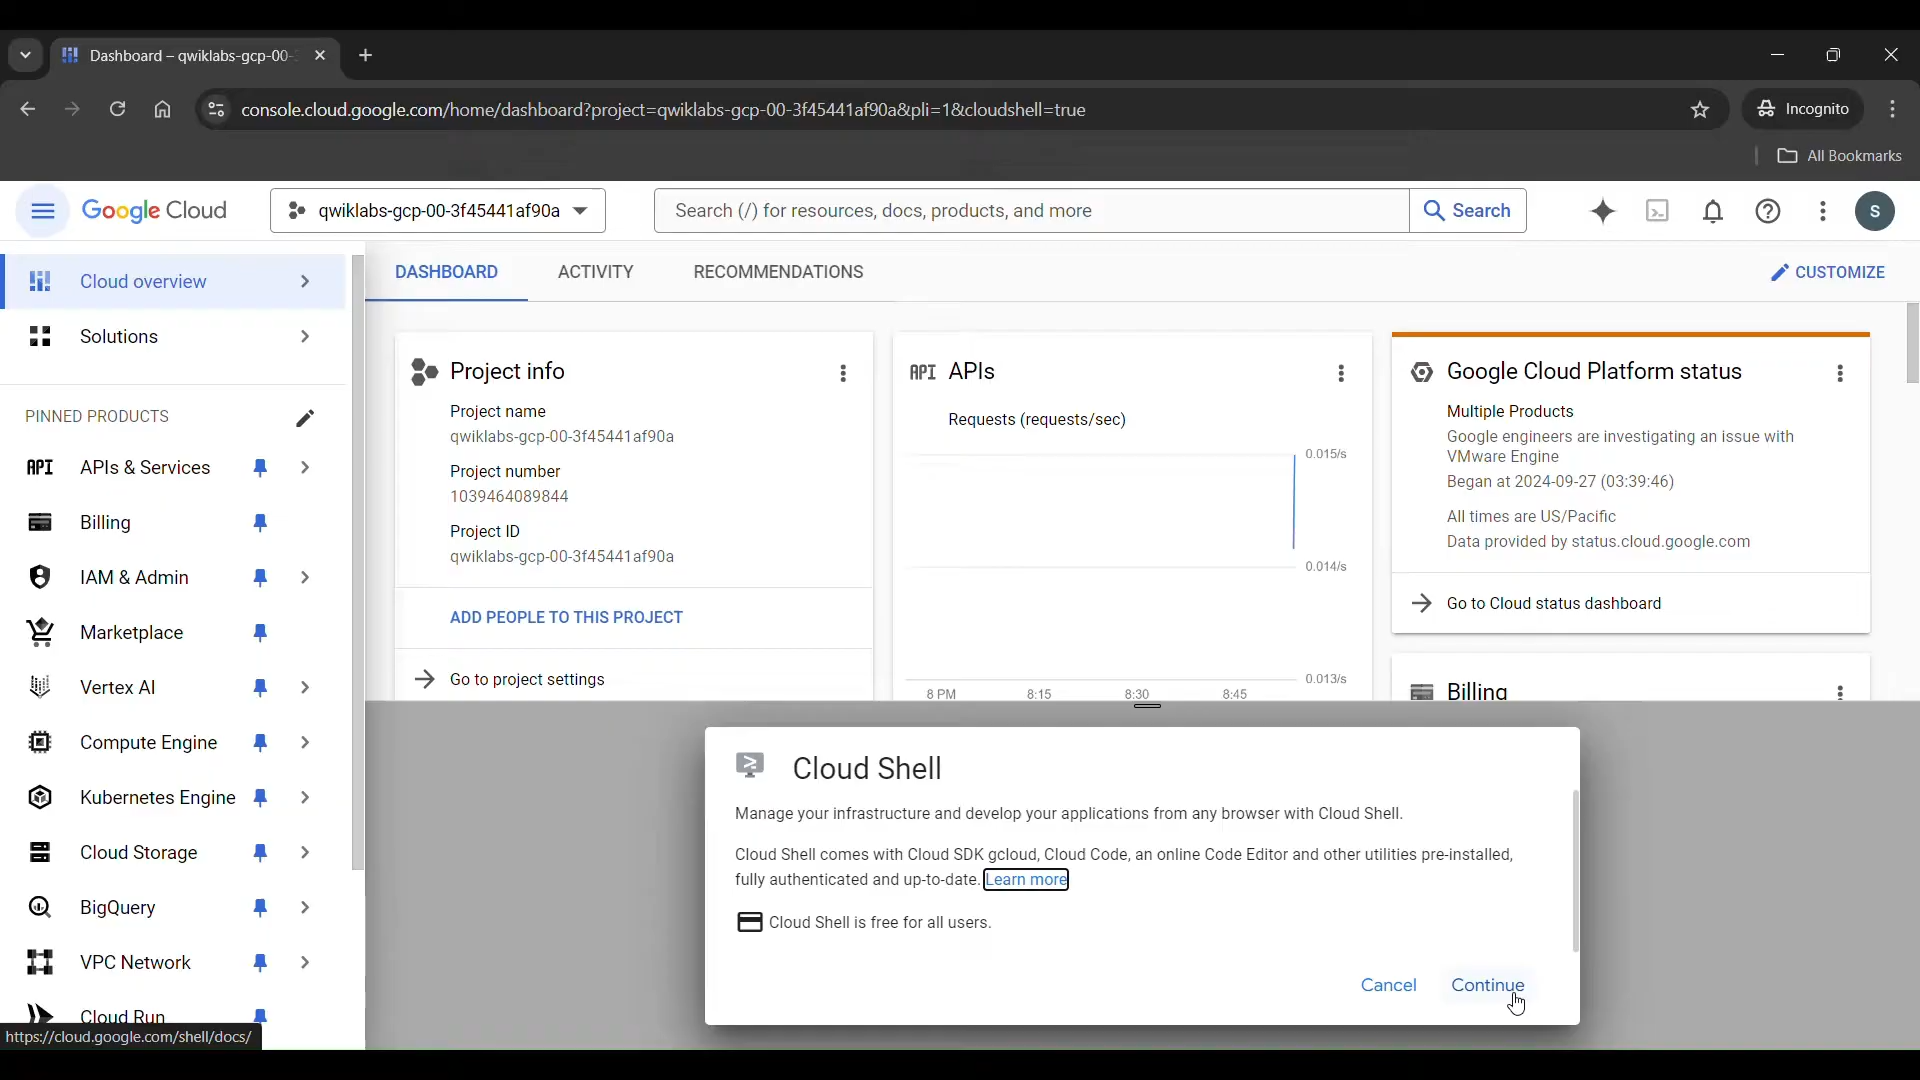 Dashboard – qwiklabs-gcp-00-
console.cloud.google.com/home/dashboard?project=qwiklabs-gcp-00-3f45441af90a&pli=1&cloudshell=true
Incognito
All Bookmarks
Google Cloud
qwiklabs-gcp-00-3f45441af90a
Search (/) for resources, docs, products, and more
Search
S
Cloud overview
Solutions
PINNED PRODUCTS
API APIs & Services
Billing
IAM & Admin
Marketplace
Vertex AI
Compute Engine
Kubernetes Engine
Cloud Storage
BigQuery
VPC Network
Cloud Run
https://cloud.google.com/shell/docs/
DASHBOARD
ACTIVITY
RECOMMENDATIONS
CUSTOMIZE
Project info
Project name
qwiklabs-gcp-00-3f45441af90a
Project number
1039464089844
Project ID
qwiklabs-gcp-00-3f45441af90a
ADD PEOPLE TO THIS PROJECT
Go to project settings
API APIs
Requests (requests/sec)
0.015/s
0.014/s
0.013/s
8 PM 8:15 8:30 8:45
Google Cloud Platform status
Multiple Products
Google engineers are investigating an issue with
VMware Engine
Began at 2024-09-27 (03:39:46)
All times are US/Pacific
Data provided by status.cloud.google.com
Go to Cloud status dashboard
Billing
Cloud Shell
Manage your infrastructure and develop your applications from any browser with Cloud Shell.
Cloud Shell comes with Cloud SDK gcloud, Cloud Code, an online Code Editor and other utilities pre-installed,
fully authenticated and up-to-date. Learn more
Cloud Shell is free for all users.
Cancel
Continue